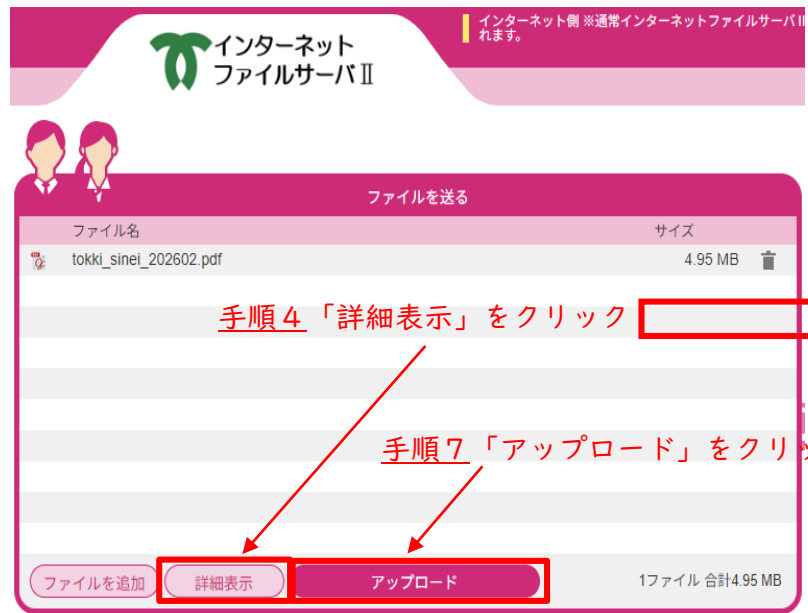 インターネット側 ※通常インターネットファイルサーバⅡ
れます。
インターネット
ファイルサーバⅡ
ファイルを送る
ファイル名 サイズ
tokki_sinei_202602.pdf 4.95 MB
手順４「詳細表示」をクリック
手順７「アップロード」をクリッ
ファイルを追加 詳細表示 アップロード 1ファイル 合計4.95 MB